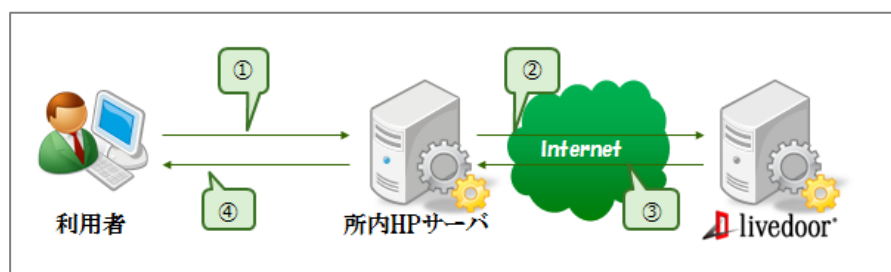 ①
②
Internet
④
③
利用者
所内HPサーバ
livedoor